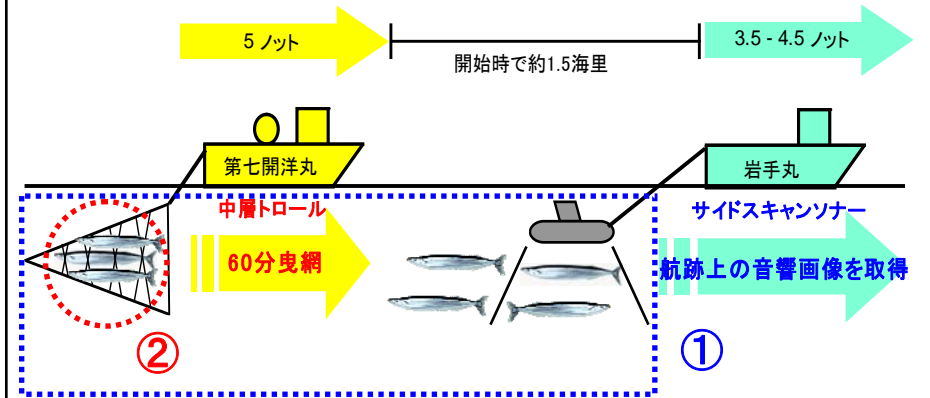 5 ノット
開始時で約1.5海里
3.5 - 4.5 ノット
第七開洋丸
岩手丸
中層トロール
サイドスキャンソナー
60分曳網
航跡上の音響画像を取得
②
①